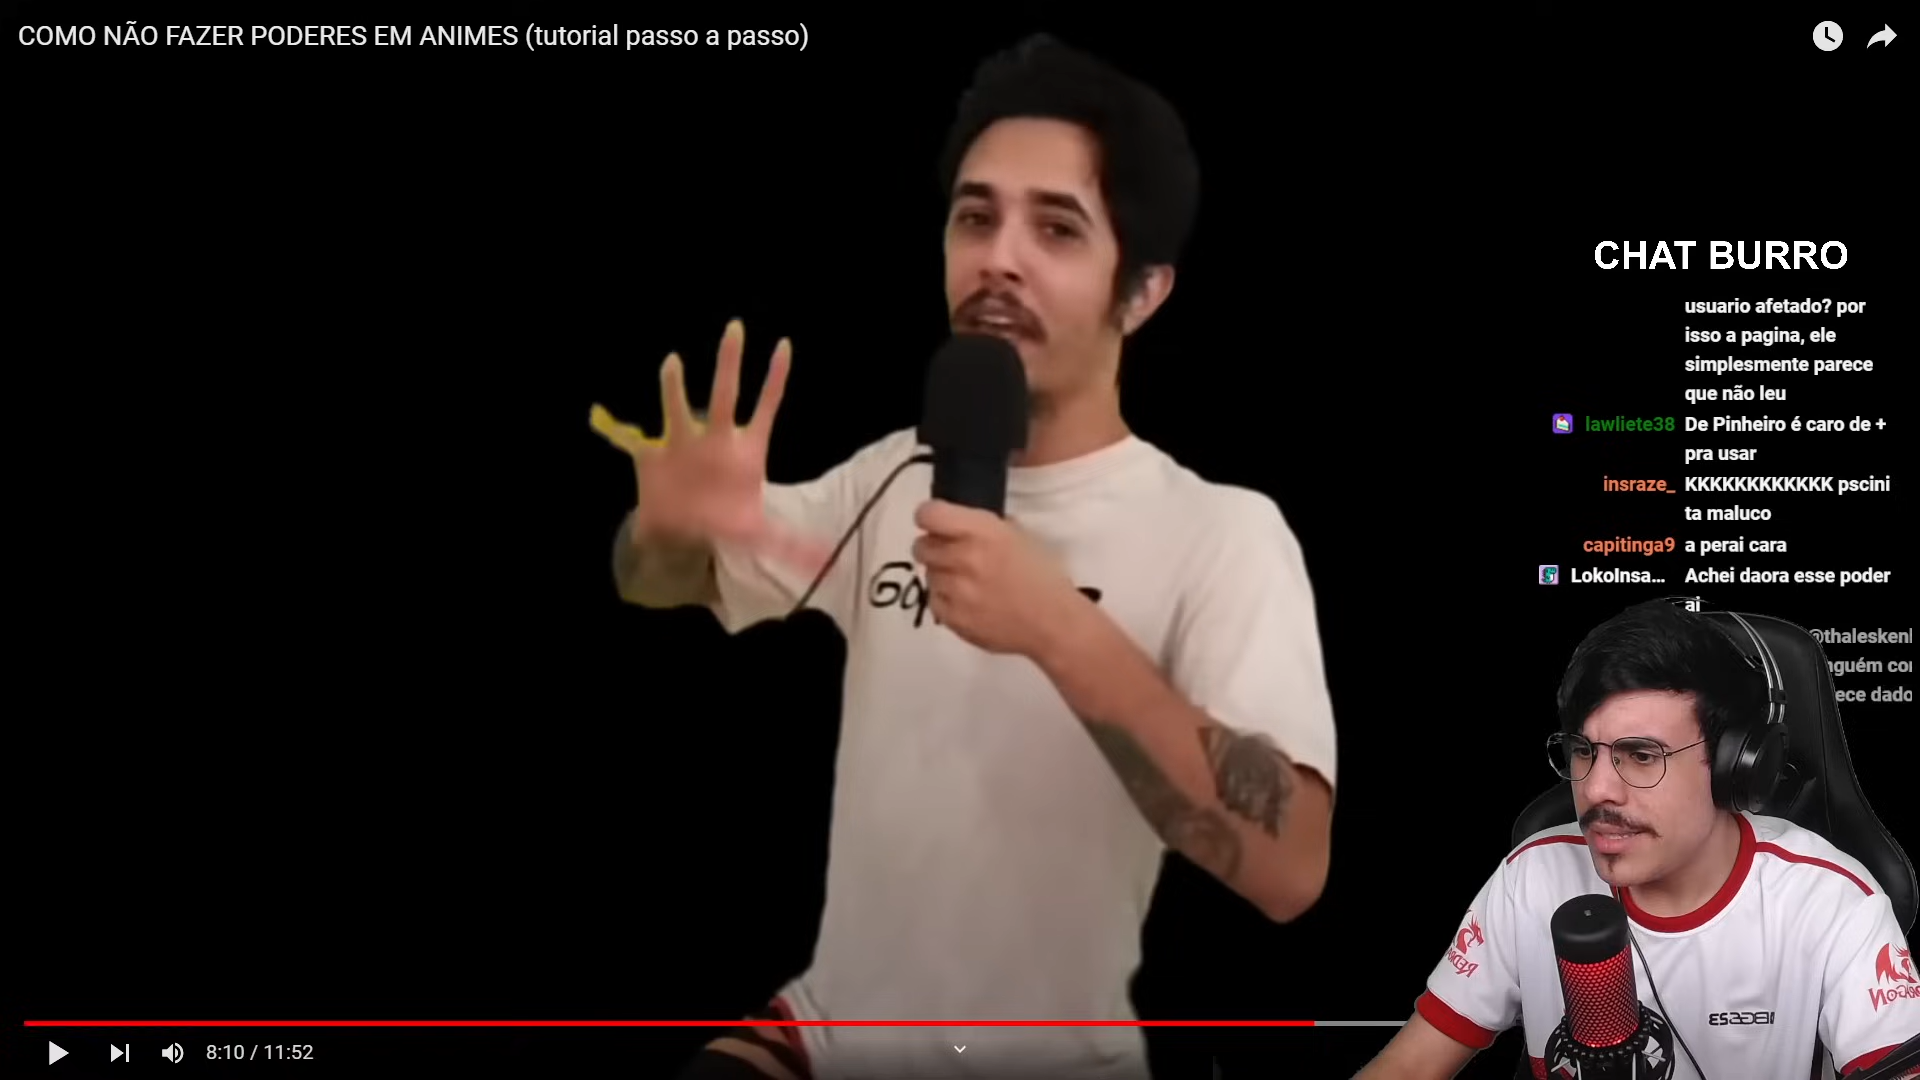 COMO NÃO FAZER PODERES EM ANIMES (tutorial passo a passo)
CHAT BURRO
usuario afetado? por
isso a pagina, ele
simplesmente parece
que não leu
lawliete38 De Pinheiro é caro de +
pra usar
insraze_ KKKKKKKKKKKK pscini
ta maluco
capitinga9 a perai cara
LokoInsa... Achei daora esse poder
ai
8:10 / 11:52